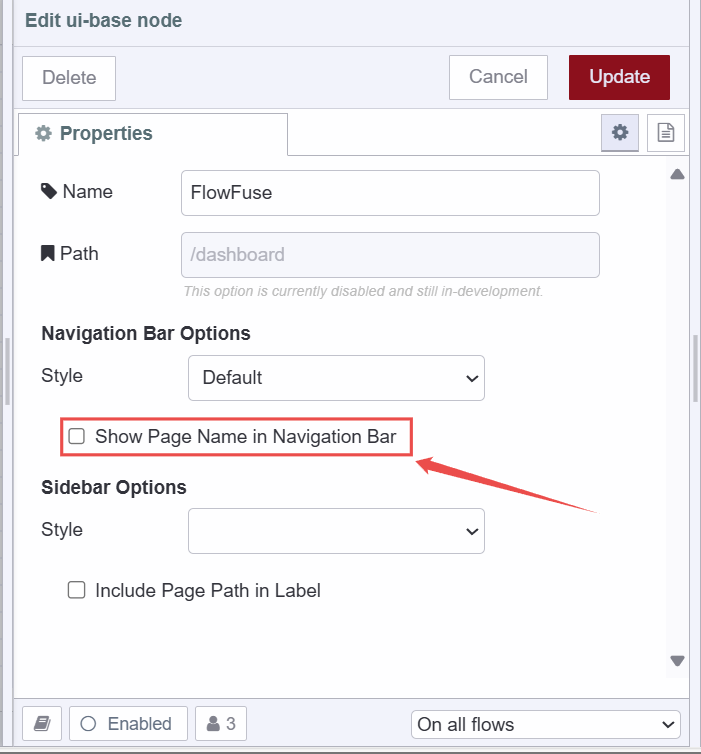 Edit ui-base node
Delete
Cancel
Update
Properties
Name
FlowFuse
Path
/dashboard
This option is currently disabled and still in-development.
Navigation Bar Options
Style
Default
Show Page Name in Navigation Bar
Sidebar Options
Style
Include Page Path in Label
Enabled
3
On all flows